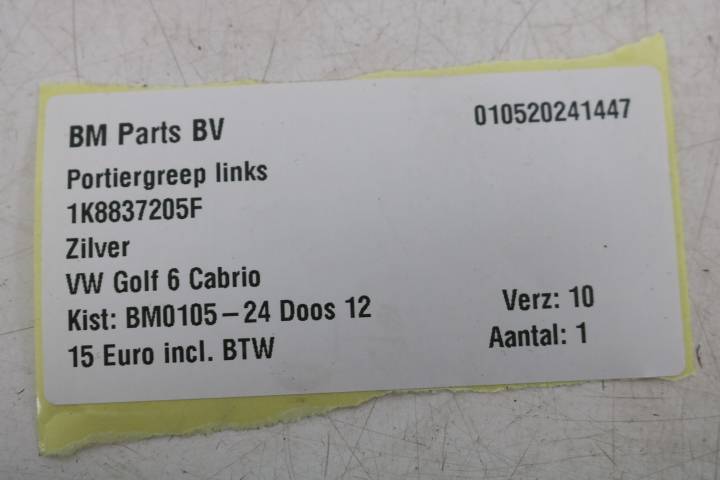 BM Parts BV 010520241447
Portiergreep links
1K8837205F
Zilver
VW Golf 6 Cabrio
Kist: BM0105-24 Doos 12 Verz: 10
15 Euro incl. BTW Aantal: 1